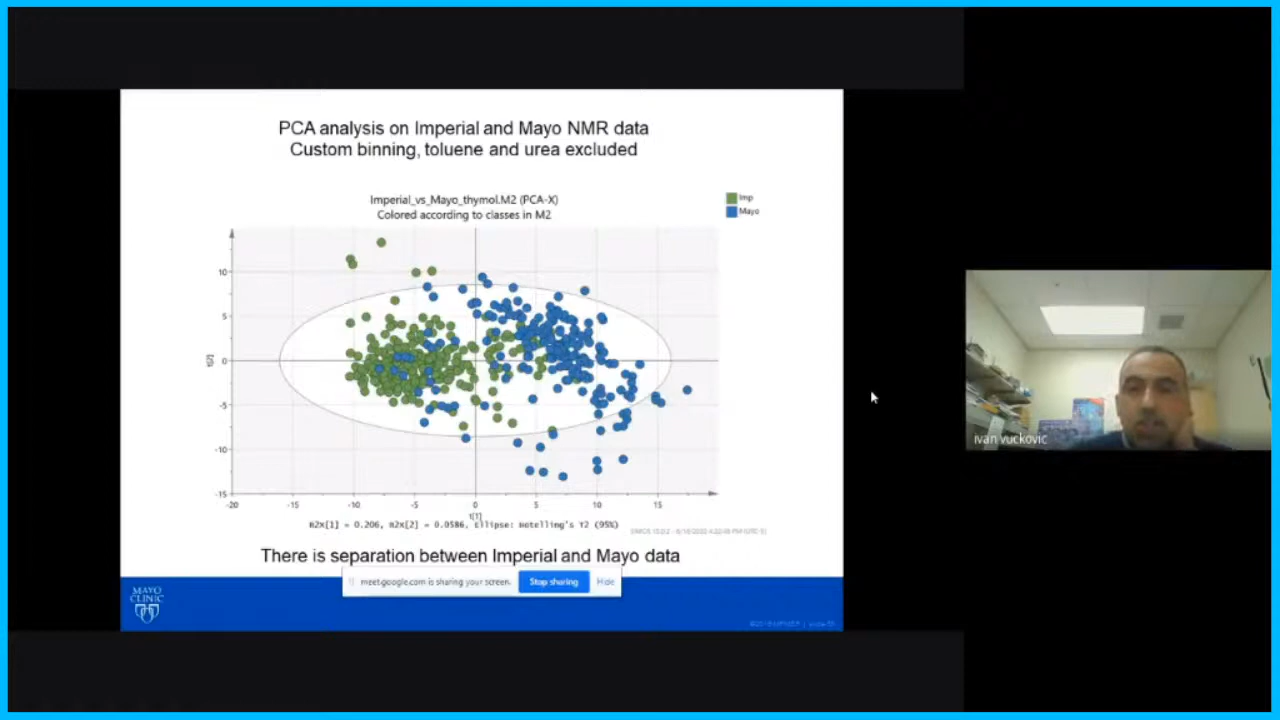 PCA analysis on Imperial and Mayo NMR data
Custom binning, toluene and urea excluded
Imperial_vs_Mayo_thymol.M2 (PCA-X)
Colored according to classes in M2
Imp
Mayo
t[2]
10
5
0
-5
-10
-15
-20 -15 -10 -5 0 5 10 15
t[1]
R2X[1] = 0.206, R2X[2] = 0.0586, Ellipse: Hotelling's T2 (95%)
There is separation between Imperial and Mayo data
meet.google.com is sharing your screen. Stop sharing Hide
MAYO
CLINIC
ivan vuckovic